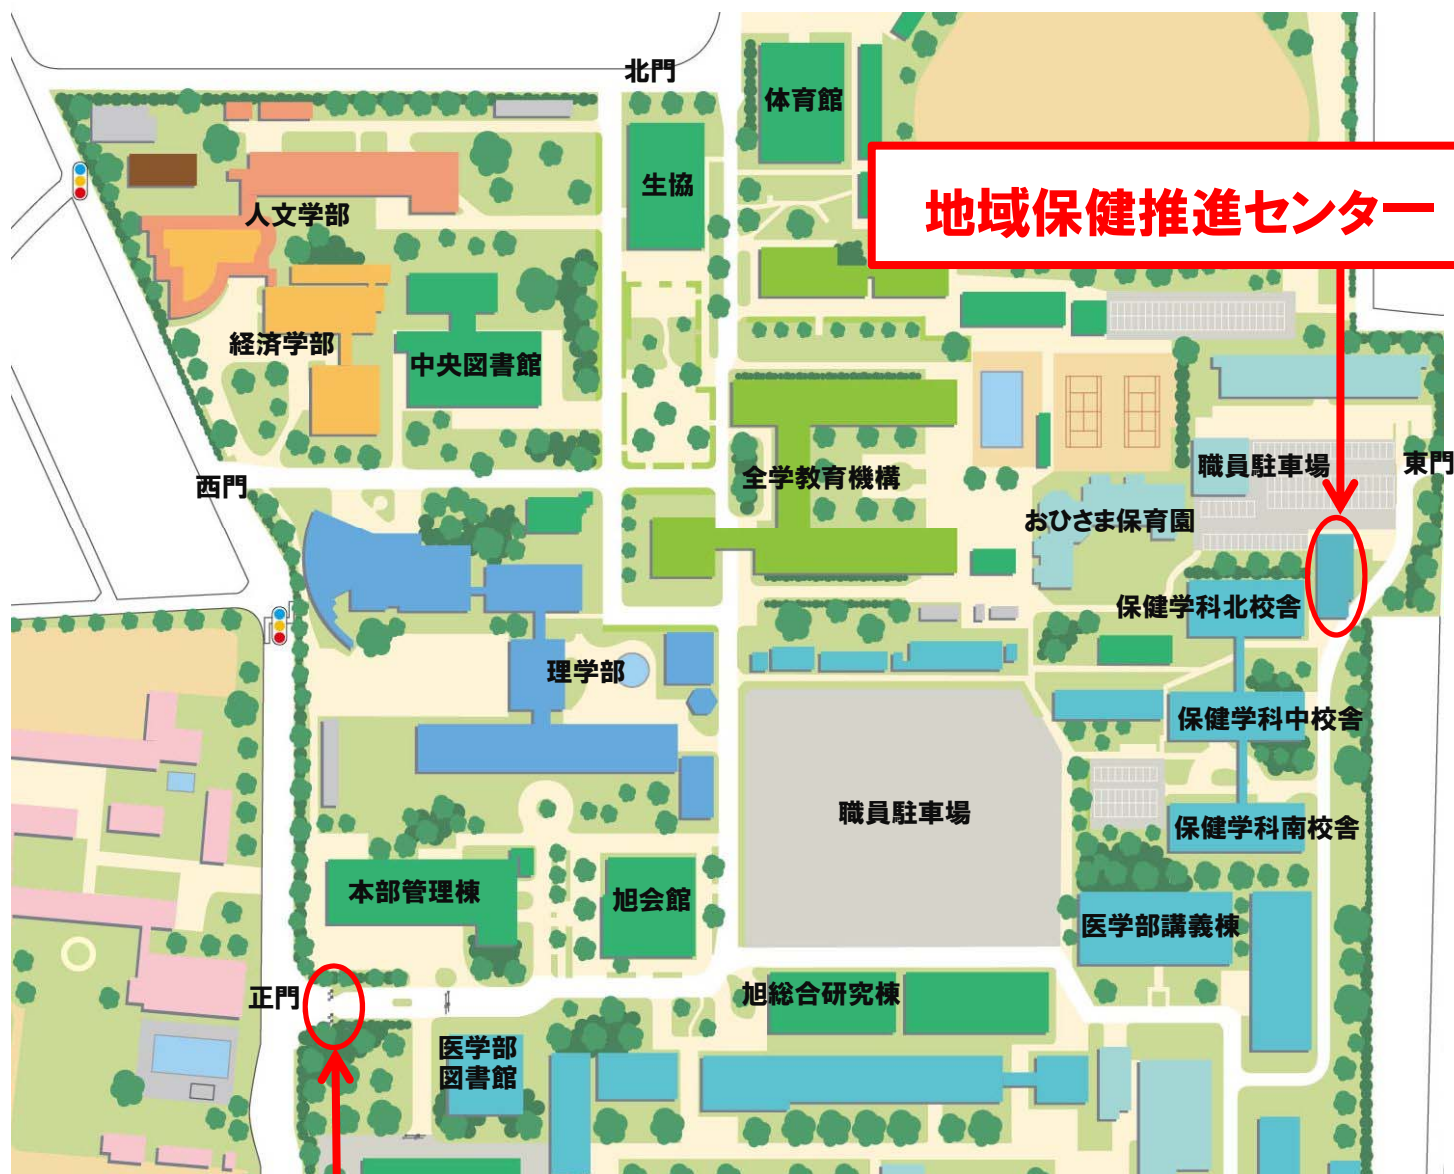 北門
体育館
生協
地域保健推進センター
人文学部
経済学部
中央図書館
西門
全学教育機構
職員駐車場
東門
おひさま保育園
保健学科北校舎
理学部
保健学科中校舎
職員駐車場
保健学科南校舎
本部管理棟
旭会館
医学部講義棟
正門
旭総合研究棟
医学部
図書館